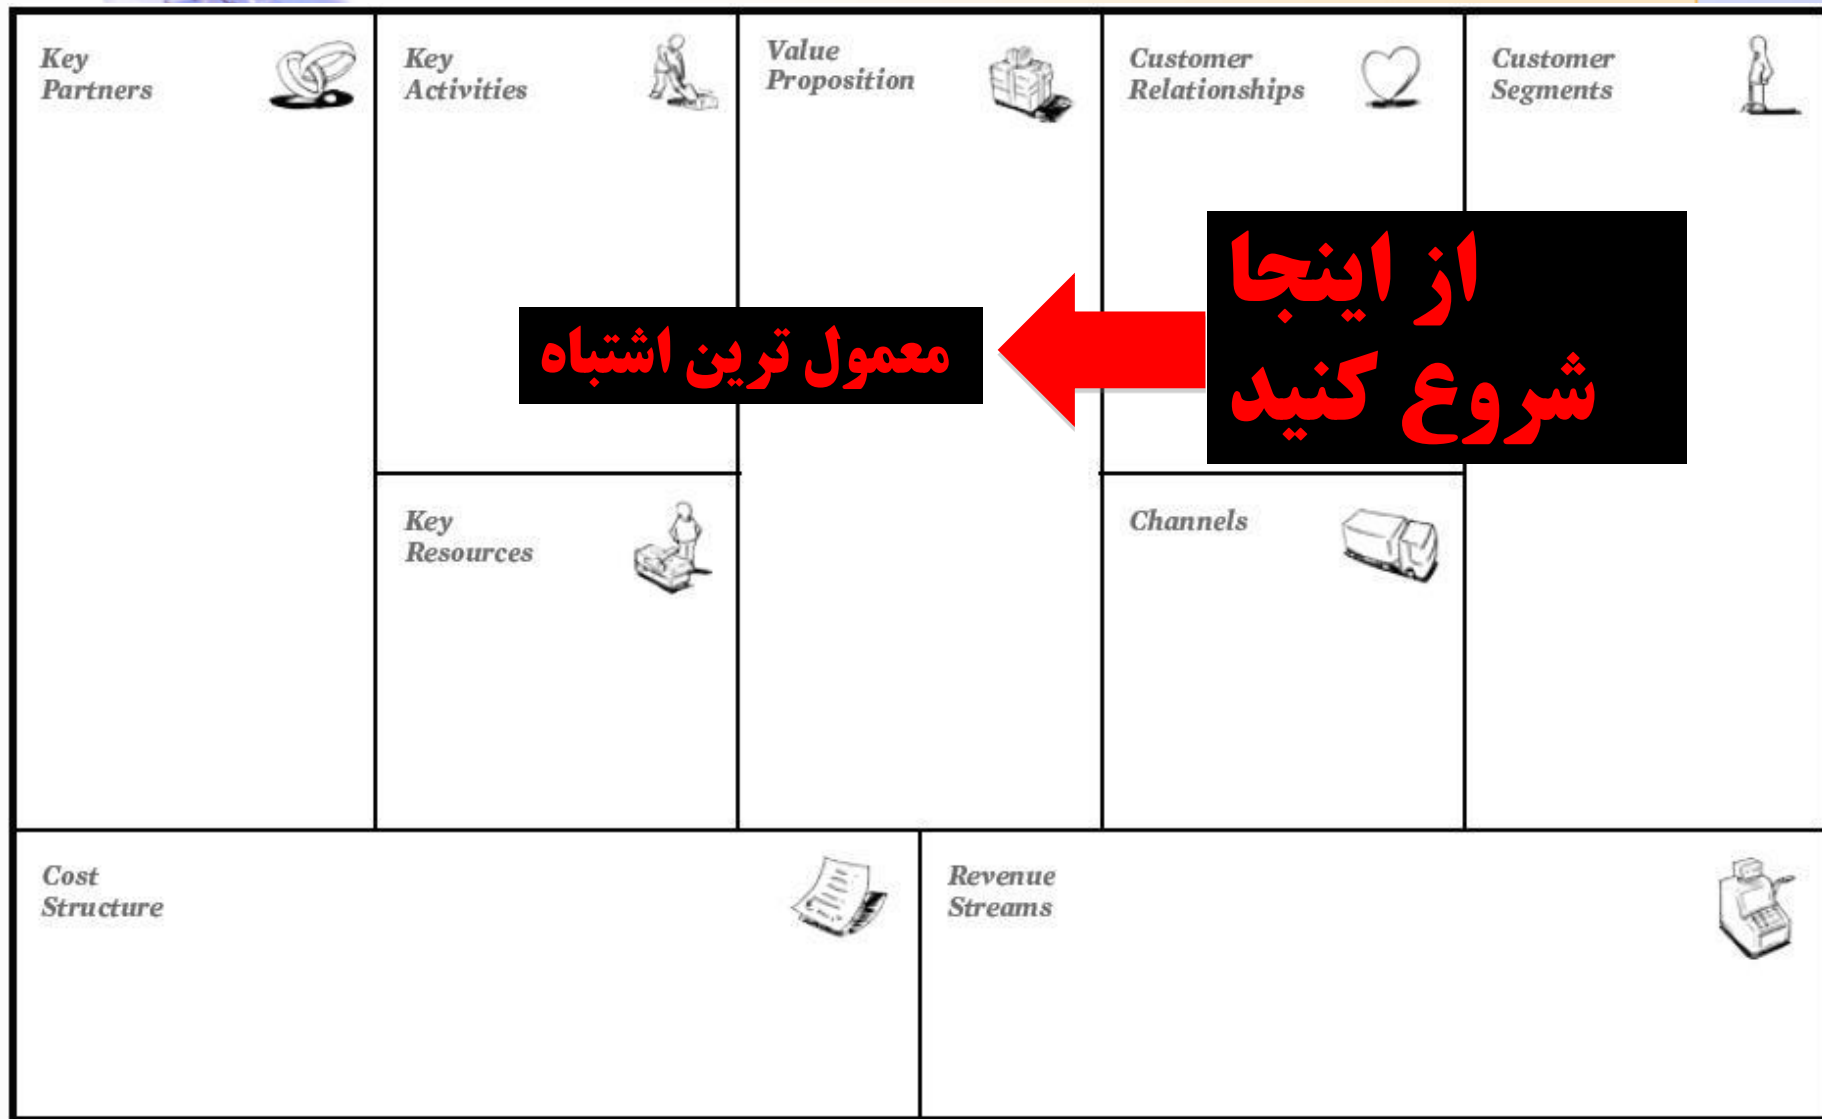 Key
Partners
Key
Activities
Value
Proposition
Customer
Relationships
Customer
Segments
از اینجا
شروع کنید
معمول ترین اشتباه
Key
Resources
Channels
Cost
Structure
Revenue
Streams